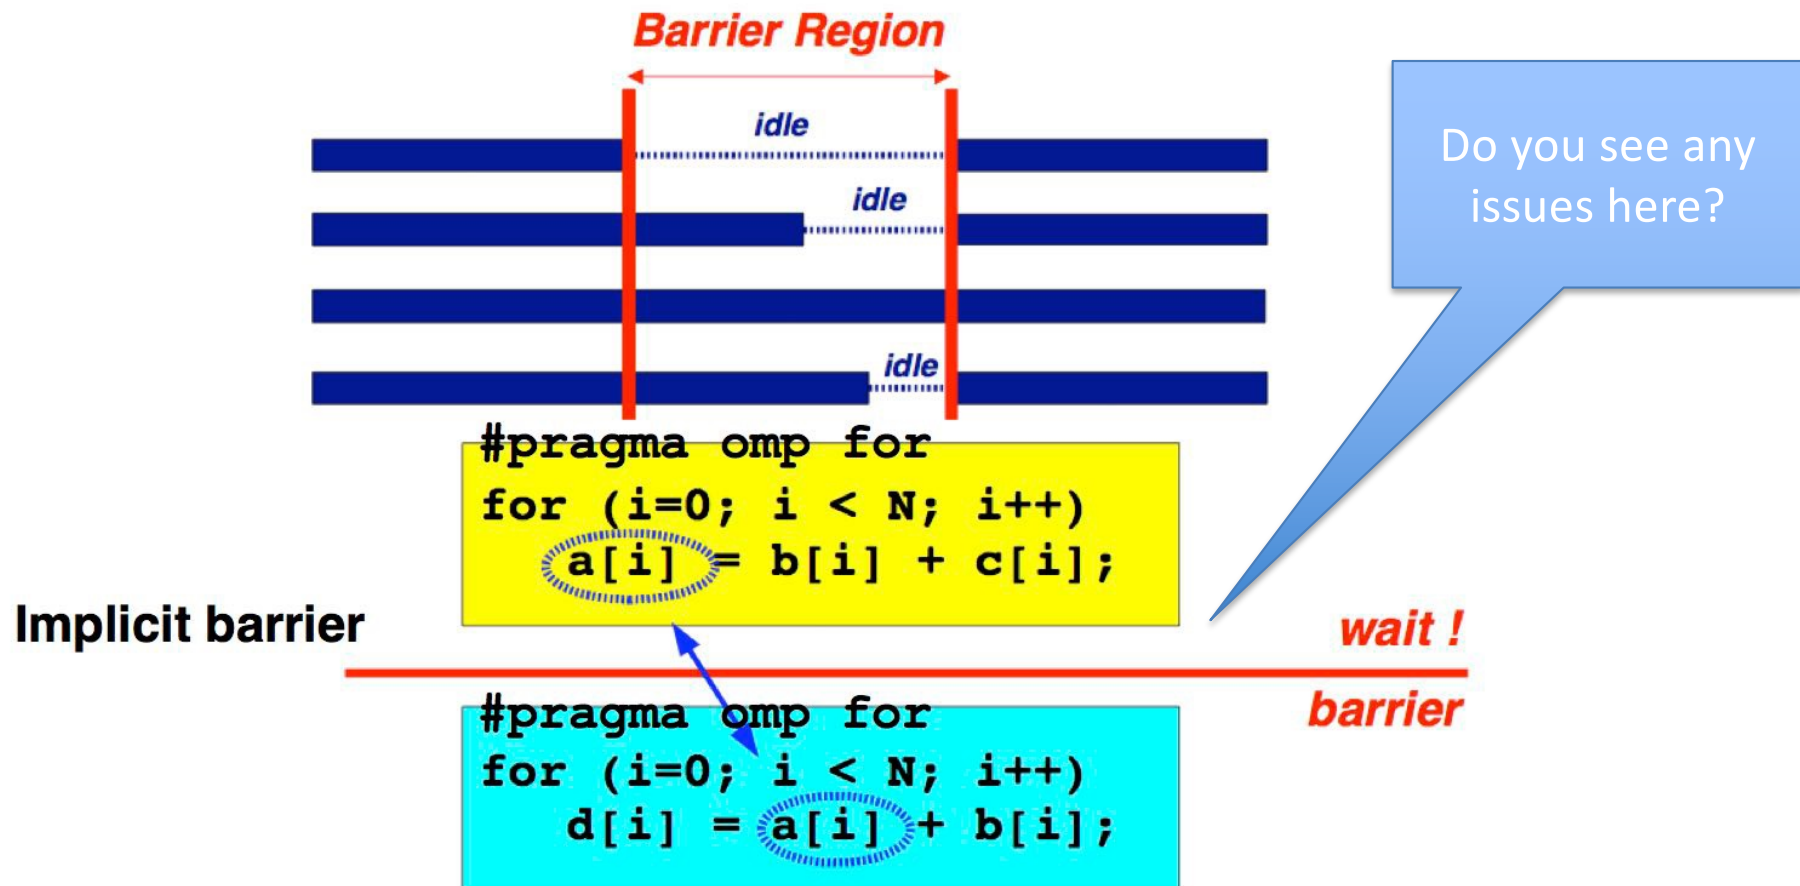 Barrier Region
idle
idle
idle
Do you see any
issues here?
#pragma omp for
for (i=0; i < N; i++)
a[i] = b[i] + c[i];
Implicit barrier
wait !
barrier
#pragma omp for
for (i=0; i < N; i++)
d[i] = a[i] + b[i];